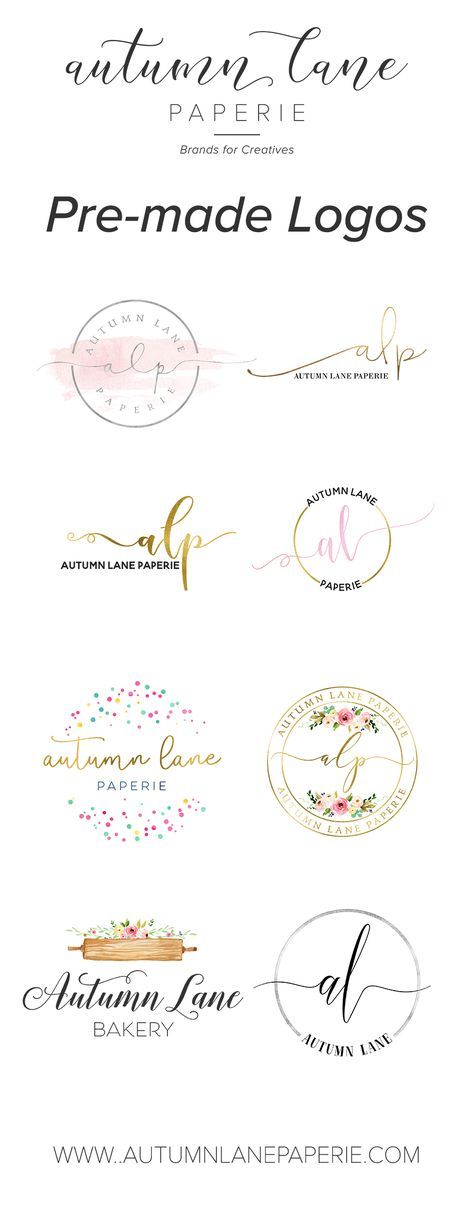 autumn lane
PAPERIE
Brands for Creatives
Pre-made Logos
AUTUMN LANE
alp
PAPERIE
alp
AUTUMN LANE PAPERIE
alp
AUTUMN LANE PAPERIE
AUTUMN LANE
al
PAPERIE
autumn lane
PAPERIE
AUTUMN LANE PAPERIE
alp
AUTUMN LANE PAPERIE
Autumn Lane
BAKERY
al
AUTUMN LANE
WWW..AUTUMNLANEPAPERIE.COM